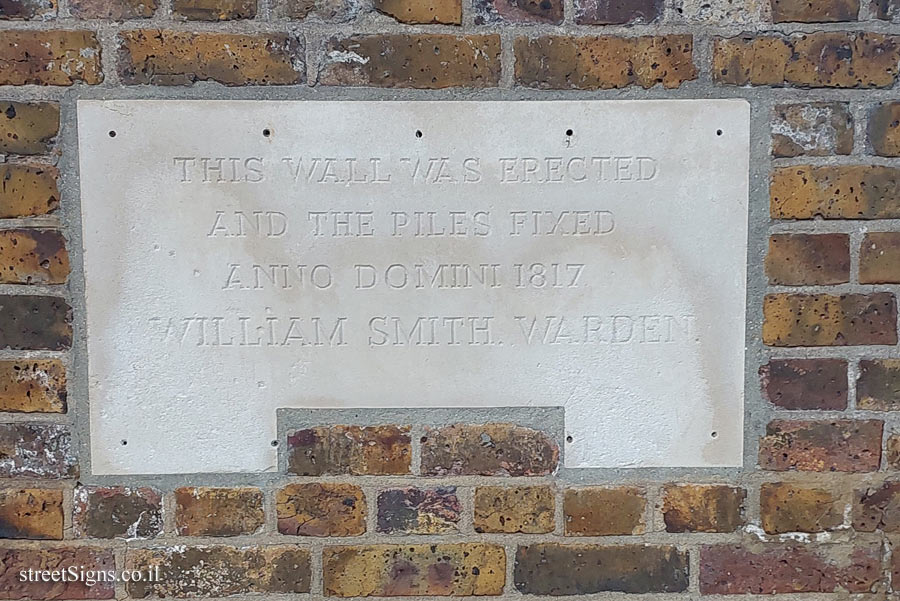 THIS WALL WAS ERECTED
AND THE PILES FIXED
ANNO DOMINI 1817
WILLIAM SMITH. WARDEN.
streetSigns.co.il